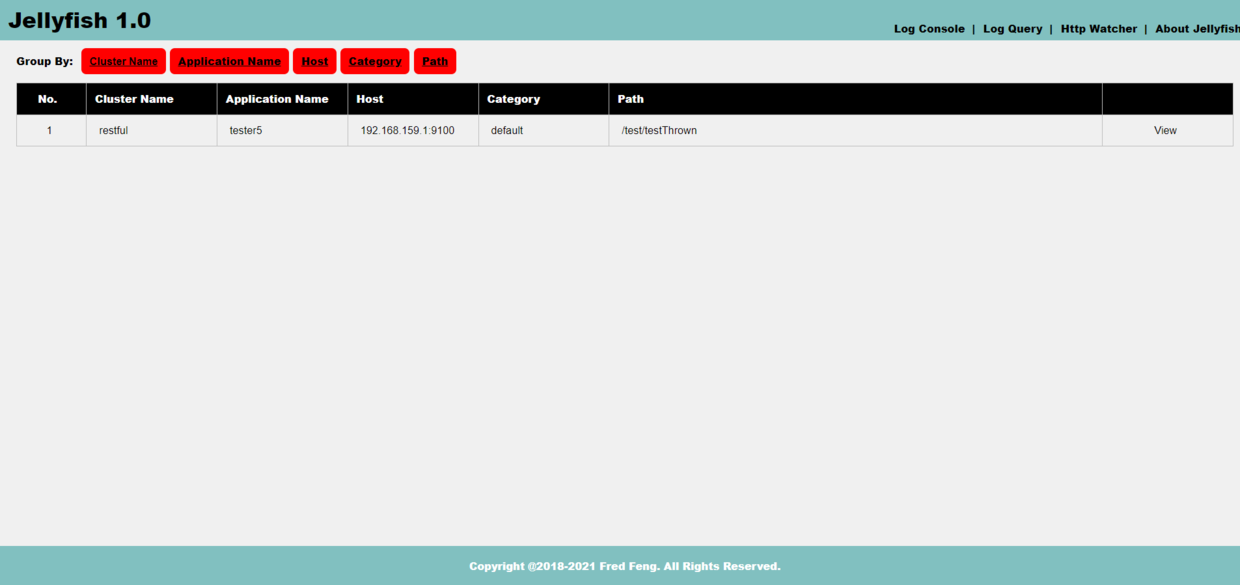 Jellyfish 1.0
Log Console | Log Query | Http Watcher | About Jellyfish
Group By: Cluster Name Application Name Host Category Path
No. Cluster Name Application Name Host Category Path
1 restful tester5 192.168.159.1:9100 default /test/testThrown View
Copyright @2018-2021 Fred Feng. All Rights Reserved.